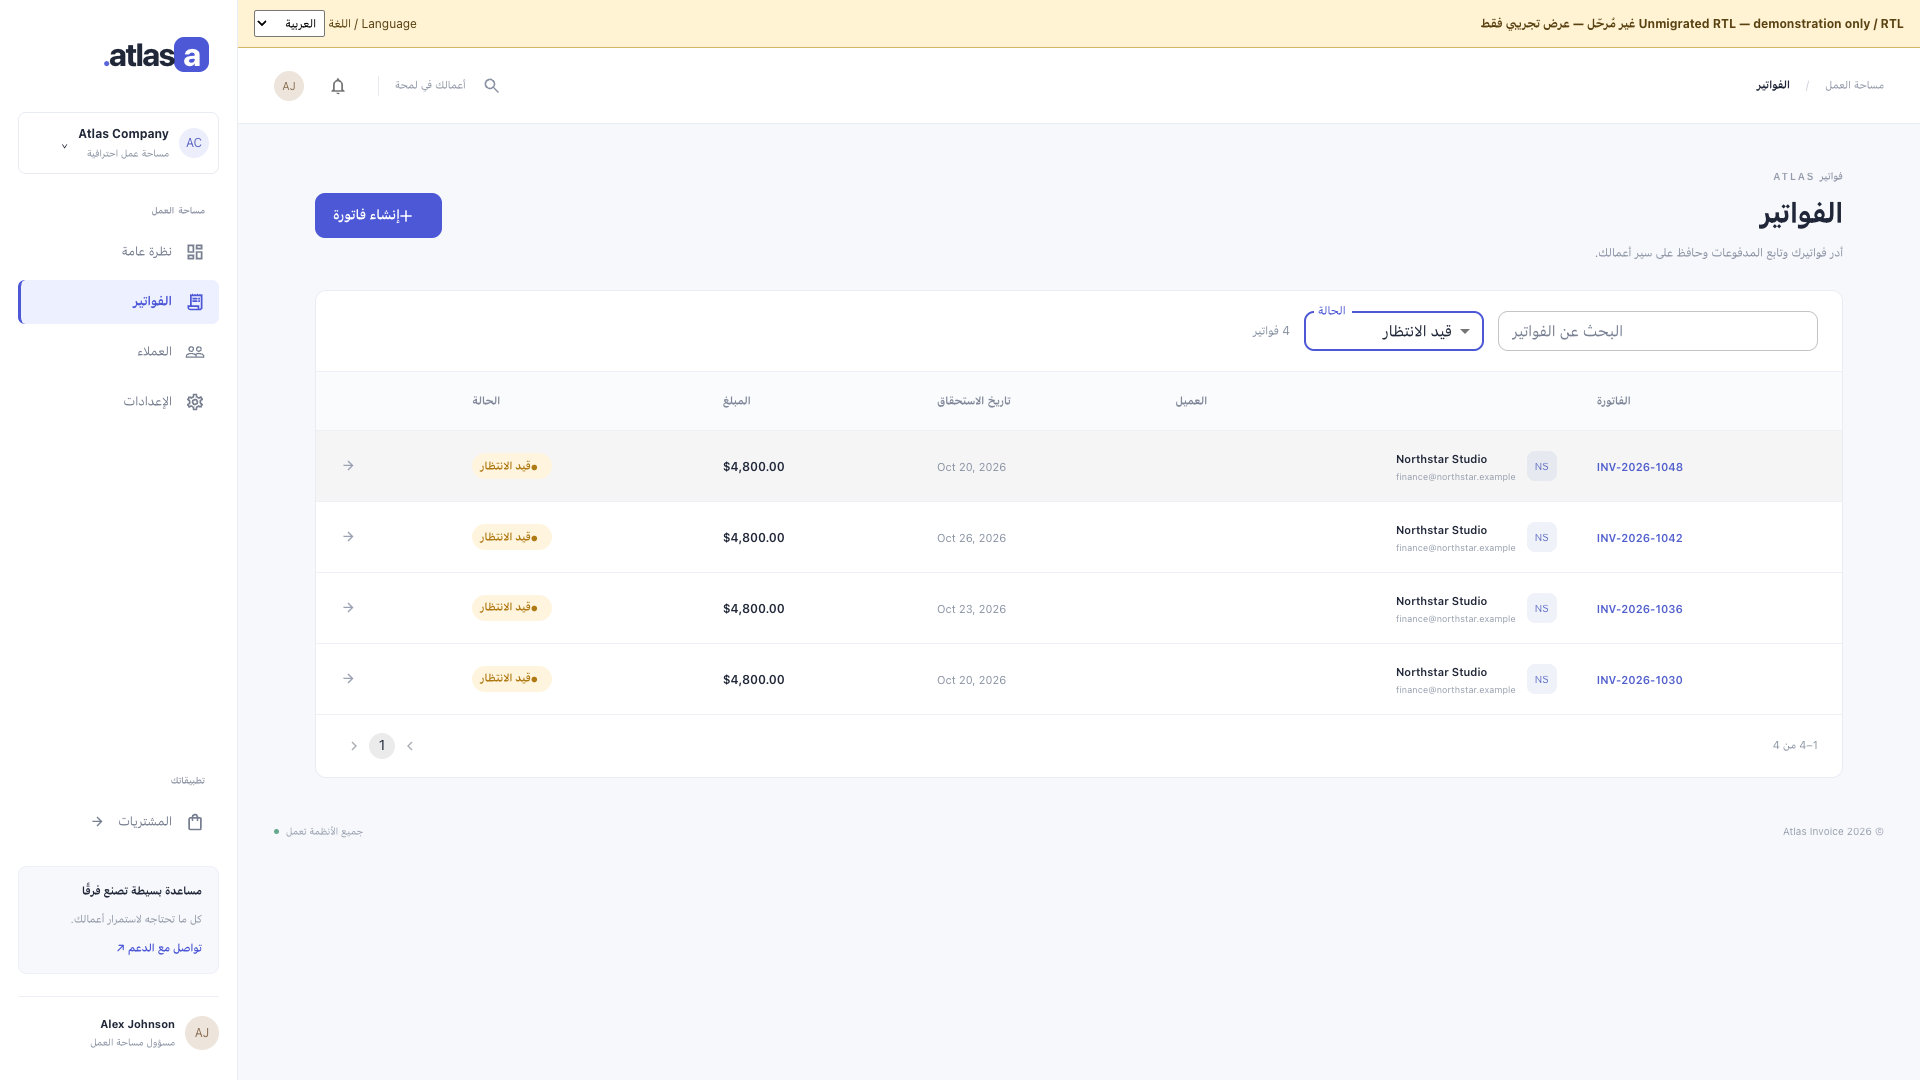 Unmigrated RTL — demonstration only / RTL غير مُرحّل — عرض تجريبي فقط
اللغة / Language
العربية
atlas.
a
AC
Atlas Company
مساحة عمل احترافية
مساحة العمل
نظرة عامة
الفواتير
العملاء
الإعدادات
تطبيقاتك
المشتريات
مساعدة بسيطة تصنع فرقًا
كل ما تحتاجه لاستمرار أعمالك.
تواصل مع الدعم ↗
AJ
Alex Johnson
مسؤول مساحة العمل
مساحة العمل / الفواتير
أعمالك في لمحة
AJ
فواتير ATLAS
الفواتير
أدر فواتيرك وتابع المدفوعات وحافظ على سير أعمالك.
إنشاء فاتورة
البحث عن الفواتير
الحالة
قيد الانتظار
4 فواتير
الفاتورة العميل تاريخ الاستحقاق المبلغ الحالة
INV-2026-1048 NS Northstar Studio Oct 20, 2026 $4,800.00 قيد الانتظار
finance@northstar.example
INV-2026-1042 NS Northstar Studio Oct 26, 2026 $4,800.00 قيد الانتظار
finance@northstar.example
INV-2026-1036 NS Northstar Studio Oct 23, 2026 $4,800.00 قيد الانتظار
finance@northstar.example
INV-2026-1030 NS Northstar Studio Oct 20, 2026 $4,800.00 قيد الانتظار
finance@northstar.example
1–4 من 4
1
© 2026 Atlas Invoice
جميع الأنظمة تعمل